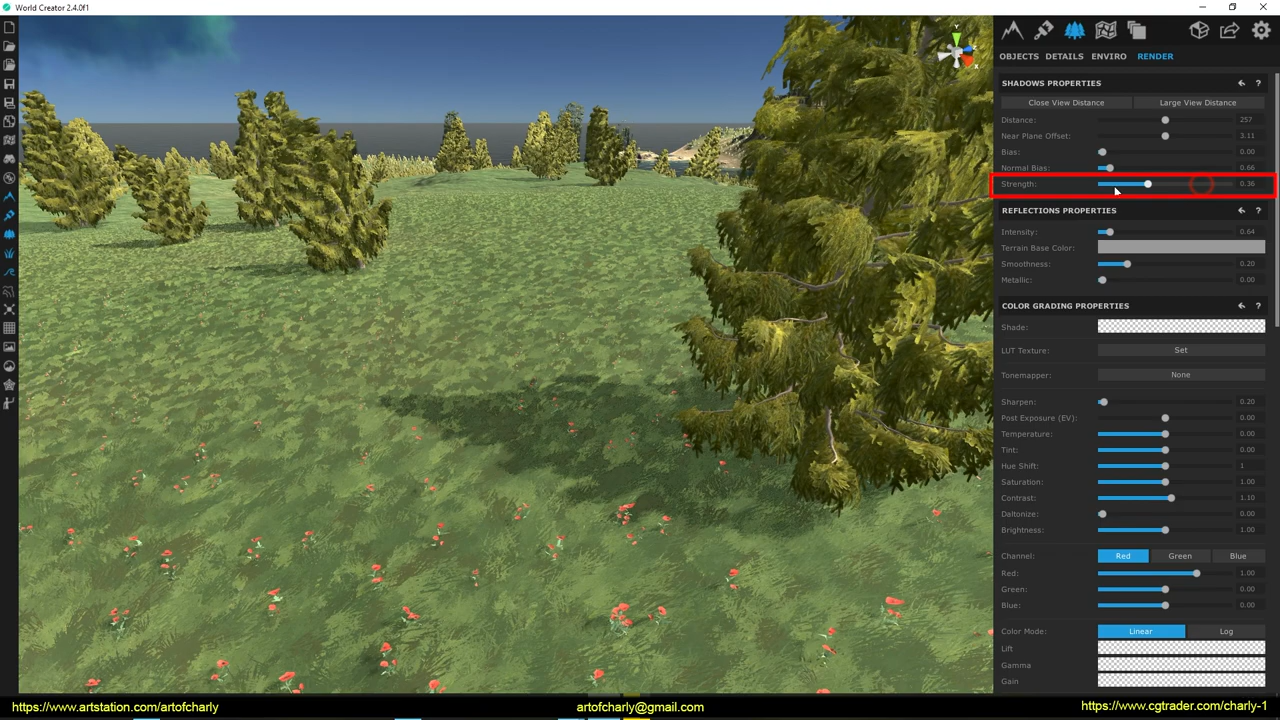 World Creator 2.4.0f1
Y
X
OBJECTS DETAILS ENVIRO RENDER
SHADOWS PROPERTIES ?
Close View Distance Large View Distance
Distance: 257
Near Plane Offset: 3.11
Bias: 0.00
Normal Bias: 0.66
Strength: 0.36
REFLECTIONS PROPERTIES ?
Intensity: 0.64
Terrain Base Color:
Smoothness: 0.20
Metallic: 0.00
COLOR GRADING PROPERTIES ?
Shade:
LUT Texture: Set
Tonemapper: None
Sharpen: 0.20
Post Exposure (EV): 0.00
Temperature: 0.00
Tint: 0.00
Hue Shift: 1
Saturation: 1.00
Contrast: 1.10
Daltonize: 0.00
Brightness: 1.00
Channel: Red Green Blue
Red: 1.00
Green: 0.00
Blue: 0.00
Color Mode: Linear Log
Lift
Gamma
Gain
https://www.artstation.com/artofcharly artofcharly@gmail.com https://www.cgtrader.com/charly-1